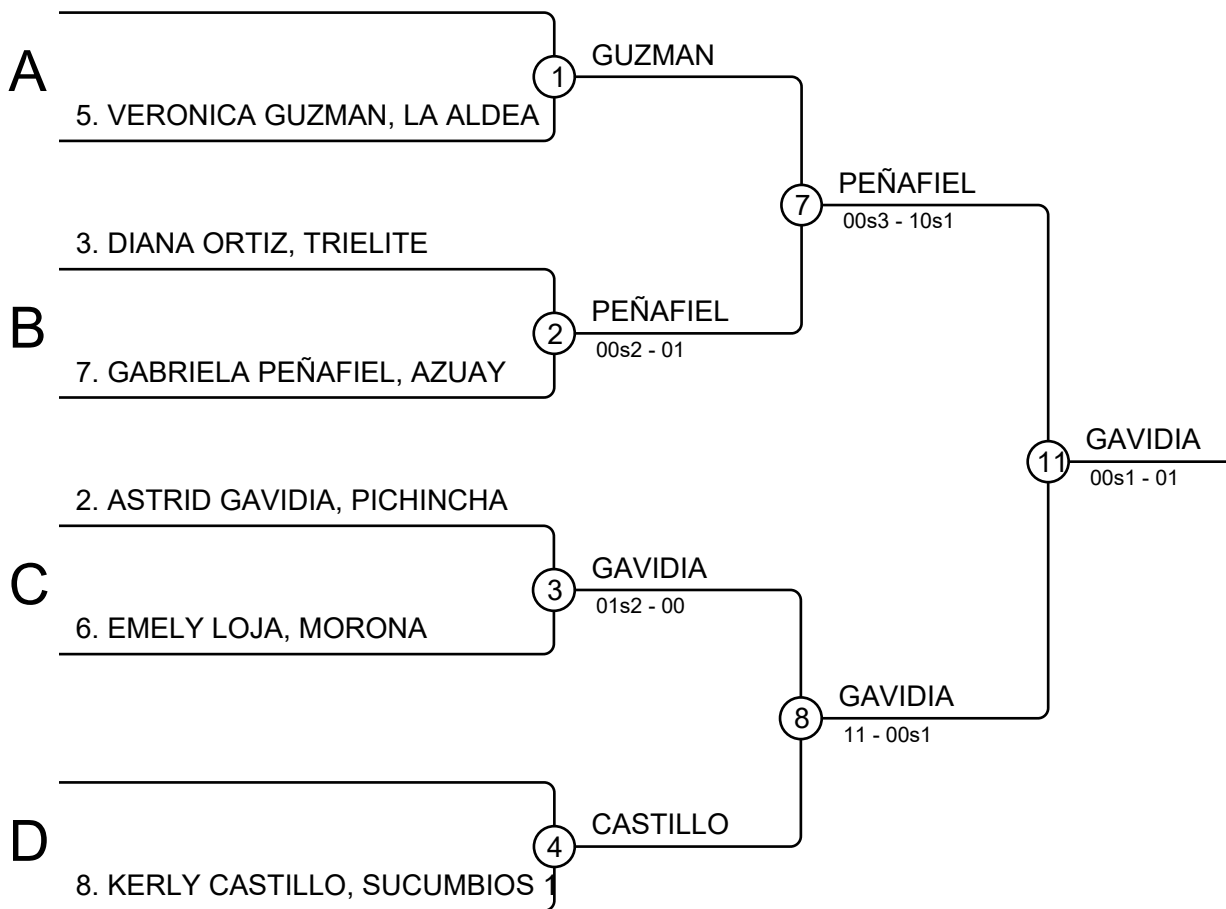 A
1
GUZMAN
5. VERONICA GUZMAN, LA ALDEA
7
PEÑAFIEL
00s3 - 10s1
3. DIANA ORTIZ, TRIELITE
B
2
PEÑAFIEL
00s2 - 01
7. GABRIELA PEÑAFIEL, AZUAY
11
GAVIDIA
00s1 - 01
2. ASTRID GAVIDIA, PICHINCHA
C
3
GAVIDIA
01s2 - 00
6. EMELY LOJA, MORONA
8
GAVIDIA
11 - 00s1
D
4
CASTILLO
8. KERLY CASTILLO, SUCUMBIOS 1